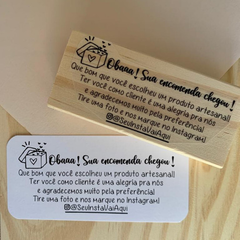 Obaaa! Sua encomenda chegou!
Que bom que você escolheu um produto artesanal!
Ter você como cliente é uma alegria pra nós
e agradecemos muito pela preferência!
Tire uma foto e nos marque no Instagram!
@SeuInstaVaiAqui
Obaaa! Sua encomenda chegou!
Que bom que você escolheu um produto artesanal!
Ter você como cliente é uma alegria pra nós
e agradecemos muito pela preferência!
Tire uma foto e nos marque no Instagram!
@SeuInstaVaiAqui